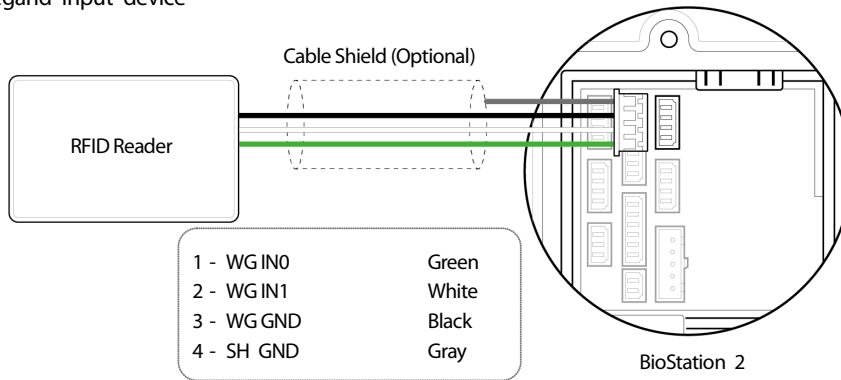 input device
Cable Shield (Optional)
RFID Reader
1 - WG IN0 Green
2 - WG IN1 White
3 - WG GND Black
4 - SH GND Gray
BioStation 2